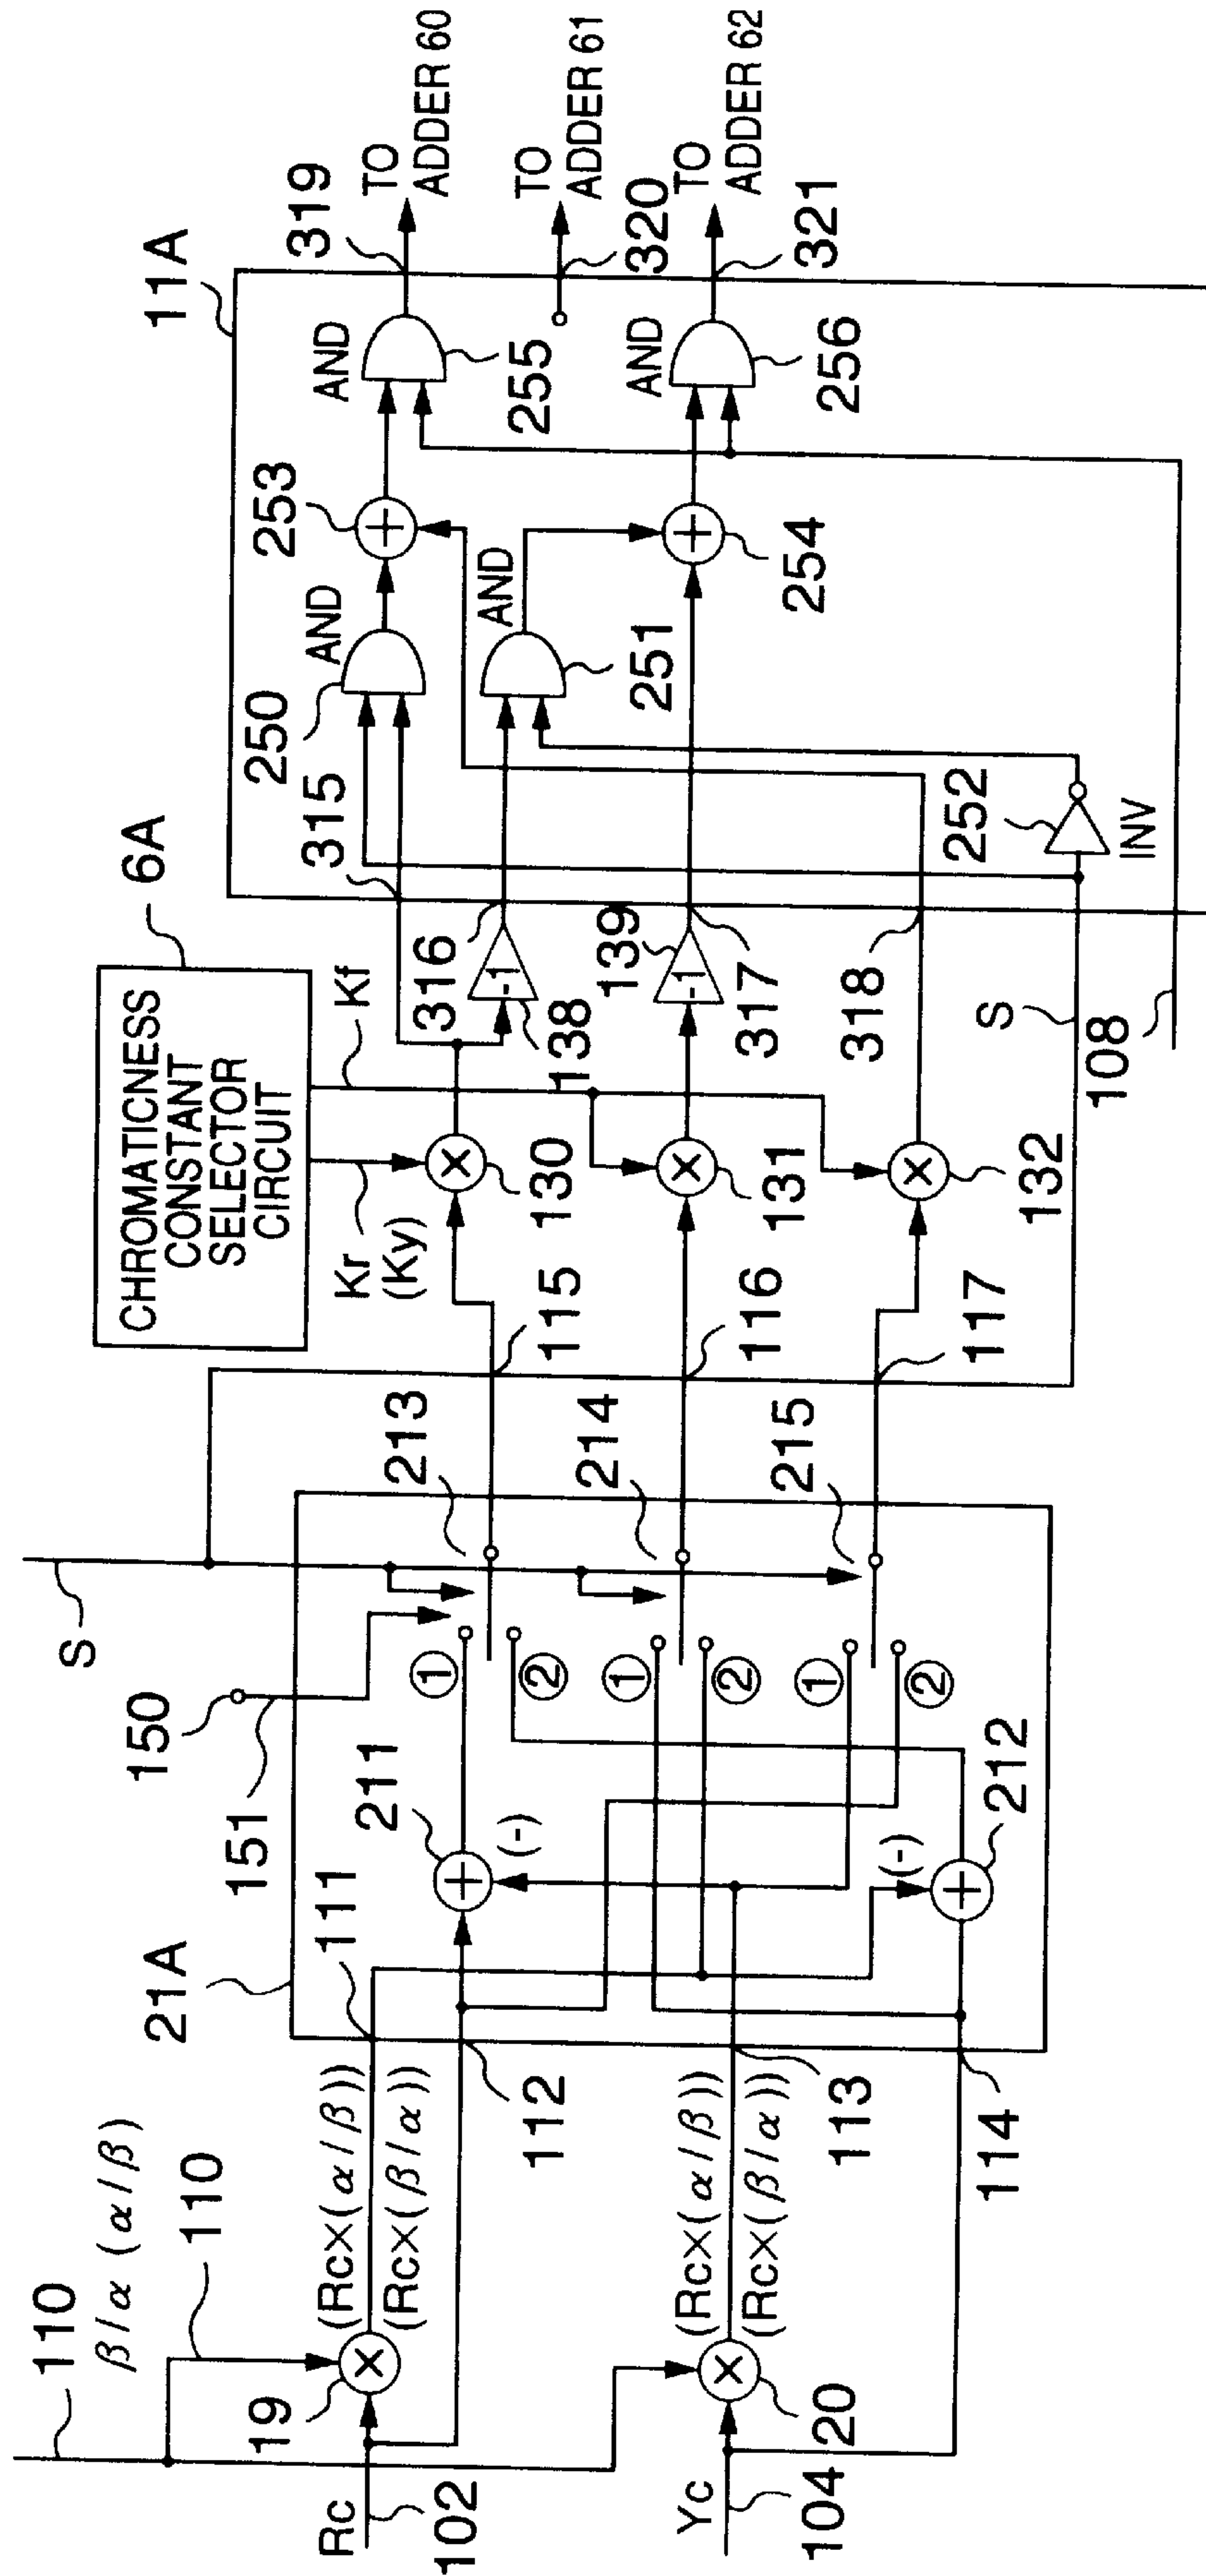 110
β/α (α/β)
110
Rc
102
19
(Rc×(α/β))
(Rc×(β/α))
112
Yc
104
20
(Rc×(α/β))
(Rc×(β/α))
113
114
21A
111
151
150
S
211
(-)
(-)
212
①
②
①
②
①
②
213
214
215
115
116
117
CHROMATICNESS
CONSTANT
SELECTOR
CIRCUIT
6A
Kr
(Ky)
Kf
130
131
132
-1
138
-1
139
315
316
317
318
S
108
11A
250
AND
251
AND
252
INV
253
254
AND
255
AND
256
319
320
321
TO
ADDER 60
TO
ADDER 61
TO
ADDER 62